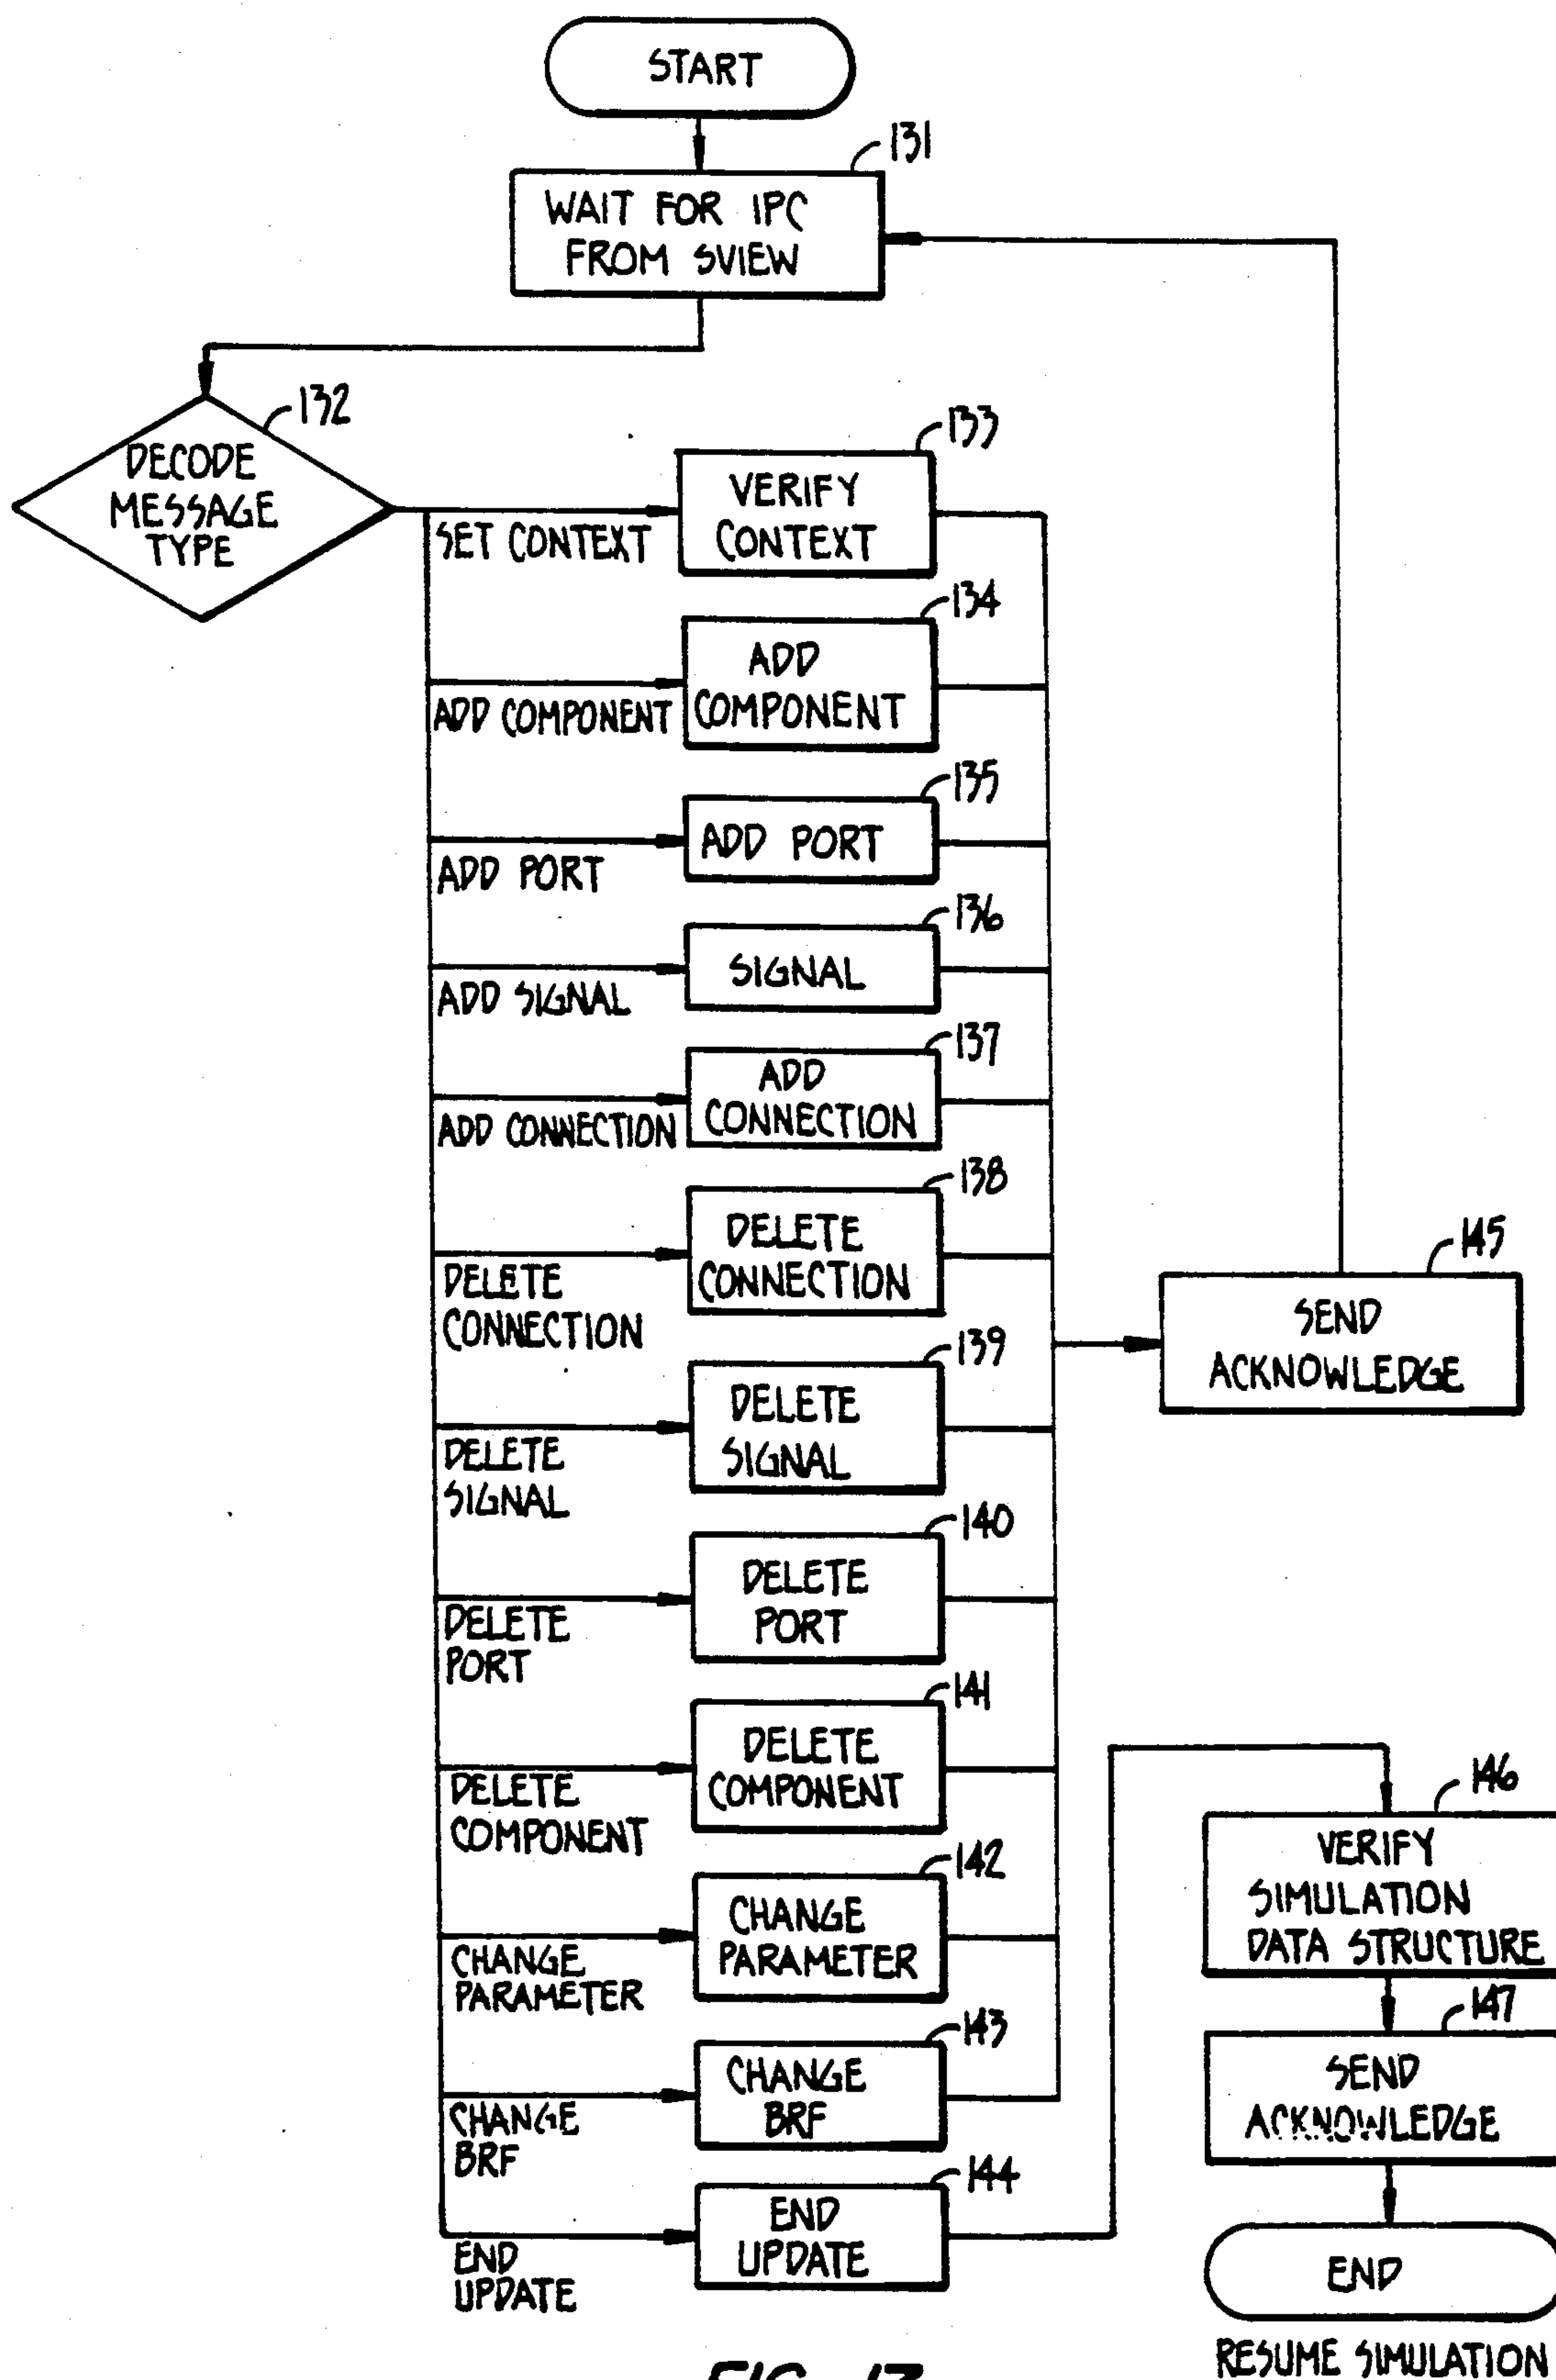 START
131
WAIT FOR IPC
FROM SVIEW
132
DECODE
MESSAGE
TYPE
133
SET CONTEXT
VERIFY
CONTEXT
134
ADD COMPONENT
ADD
COMPONENT
135
ADD PORT
ADD PORT
136
ADD SIGNAL
SIGNAL
137
ADD CONNECTION
ADD
CONNECTION
138
DELETE
CONNECTION
DELETE
CONNECTION
139
DELETE
SIGNAL
DELETE
SIGNAL
140
DELETE
PORT
DELETE
PORT
141
DELETE
COMPONENT
DELETE
COMPONENT
142
CHANGE
PARAMETER
CHANGE
PARAMETER
143
CHANGE
BRF
CHANGE
BRF
144
END
UPDATE
END
UPDATE
145
SEND
ACKNOWLEDGE
146
VERIFY
SIMULATION
DATA STRUCTURE
147
SEND
ACKNOWLEDGE
END
RESUME SIMULATION
FIG. 13